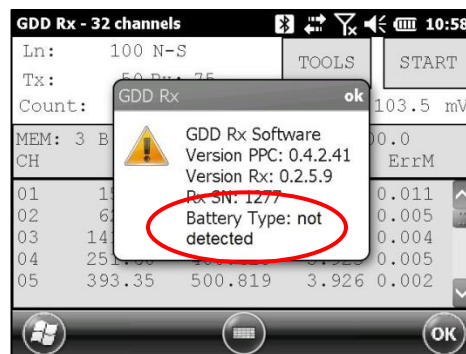 GDD Rx - 32 channels 10:58
Ln: 100 N-S
TOOLS START
Tx:
Count: 103.5 mV
GDD Rx ok
GDD Rx Software
Version PPC: 0.4.2.41
Version Rx: 0.2.5.9
Rx SN: 1277
Battery Type: not
detected
MEM: 3
CH ErrM
01 0.011
02 0.005
03 0.004
04 0.005
05 393.35 500.819 3.926 0.002
OK